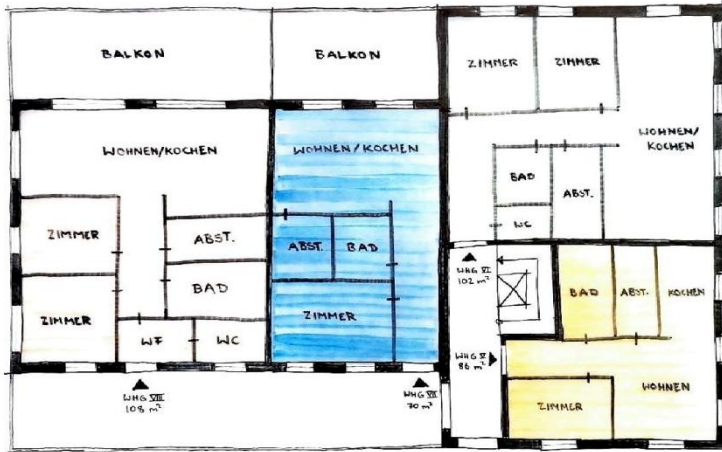 BALKON
BALKON
ZIMMER
ZIMMER
WOHNEN/KOCHEN
WOHNEN/KOCHEN
WOHNEN/
KOCHEN
BAD
ABST.
WC
ZIMMER
ABST.
ABST.
BAD
WHG VI
102 m²
BAD
ABST.
KOCHEN
BAD
ZIMMER
ZIMMER
WF
WC
WHG V
86 m²
WOHNEN
ZIMMER
WHG VIII
108 m²
WHG VII
70 m²